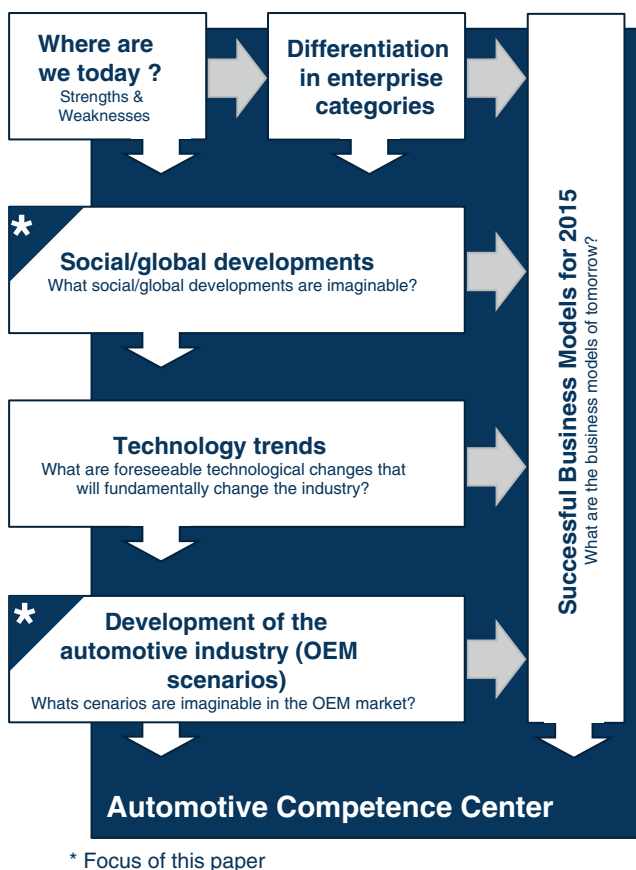 Where are
we today ?
Strengths &
Weaknesses
Differentiation
in enterprise
categories
*
Social/global developments
What social/global developments are imaginable?
Technology trends
What are foreseeable technological changes that
will fundamentally change the industry?
*
Development of the
automotive industry (OEM
scenarios)
Whats cenarios are imaginable in the OEM market?
Successful Business Models for 2015
What are the business models of tomorrow?
Automotive Competence Center
* Focus of this paper